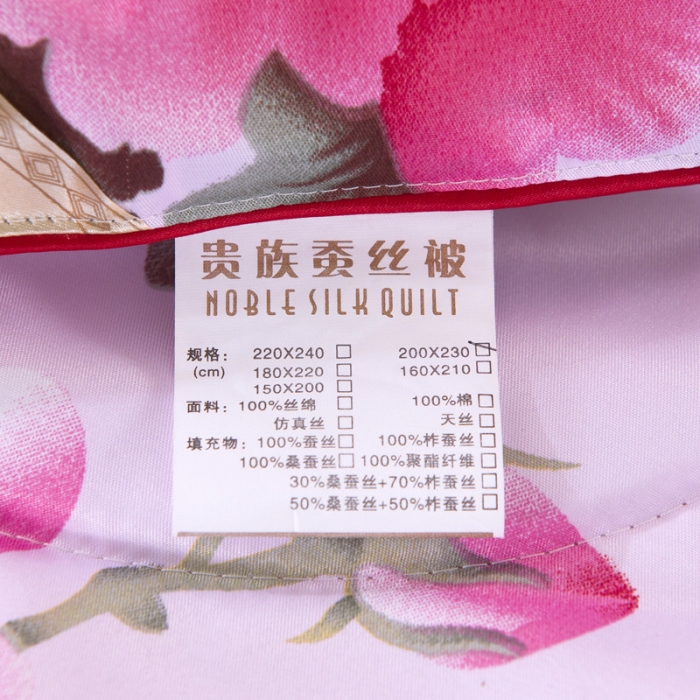 贵族蚕丝被
NOBLE SILK QUILT
规格： 220X240 □ 200X230 □
(cm) 180X220 □ 160X210 □
150X200 □
面料：100%丝绵 □ 100%棉 □
仿真丝 □ 天丝 □
填充物：100%蚕丝 □ 100%柞蚕丝 □
100%桑蚕丝 □ 100%聚酯纤维 □
30%桑蚕丝+70%柞蚕丝 □
50%桑蚕丝+50%柞蚕丝 □